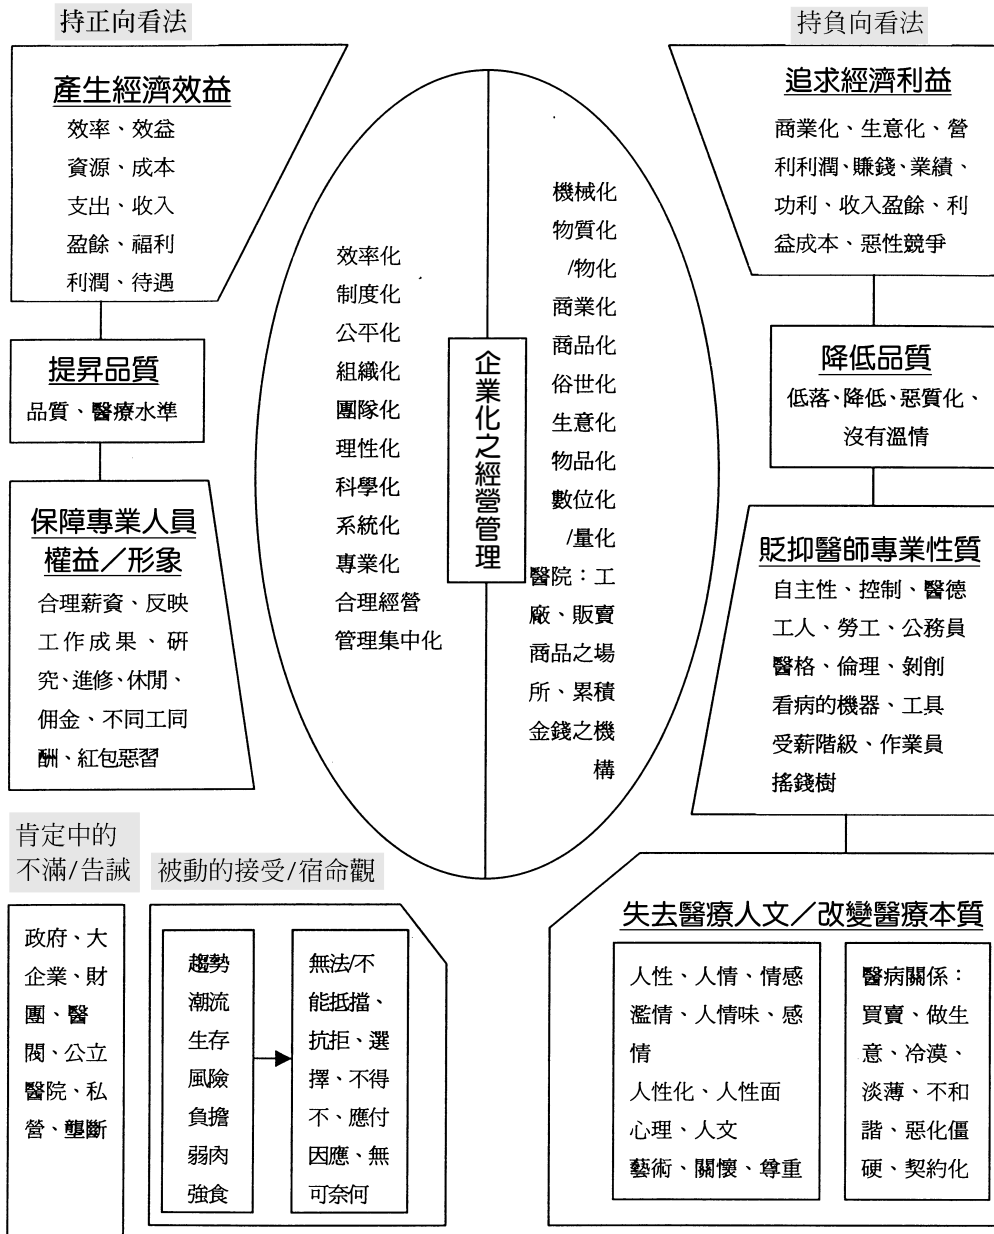 持正向看法
產生經濟效益
效率、效益
資源、成本
支出、收入
盈餘、福利
利潤、待遇
提昇品質
品質、醫療水準
保障專業人員
權益／形象
合理薪資、反映
工作成果、研
究、進修、休閒、
佣金、不同工同
酬、紅包惡習
效率化
制度化
公平化
組織化
團隊化
理性化
科學化
系統化
專業化
合理經營
管理集中化
企業化之經營管理
機械化
物質化
/物化
商業化
商品化
俗世化
生意化
物品化
數位化
/量化
醫院：工
廠、販賣
商品之場
所、累積
金錢之機
構
持負向看法
追求經濟利益
商業化、生意化、營
利利潤、賺錢、業績、
功利、收入盈餘、利
益成本、惡性競爭
降低品質
低落、降低、惡質化、
沒有溫情
貶抑醫師專業性質
自主性、控制、醫德
工人、勞工、公務員
醫格、倫理、剝削
看病的機器、工具
受薪階級、作業員
搖錢樹
肯定中的
不滿/告誡
政府、大
企業、財
團、醫
閥、公立
醫院、私
營、壟斷
被動的接受/宿命觀
趨勢
潮流
生存
風險
負擔
弱肉
強食
無法/不
能抵擋、
抗拒、選
擇、不得
不、應付
因應、無
可奈何
失去醫療人文／改變醫療本質
人性、人情、情感
濫情、人情味、感
情
人性化、人性面
心理、人文
藝術、關懷、尊重
醫病關係：
買賣、做生
意、冷漠、
淡薄、不和
諧、惡化僵
硬、契約化